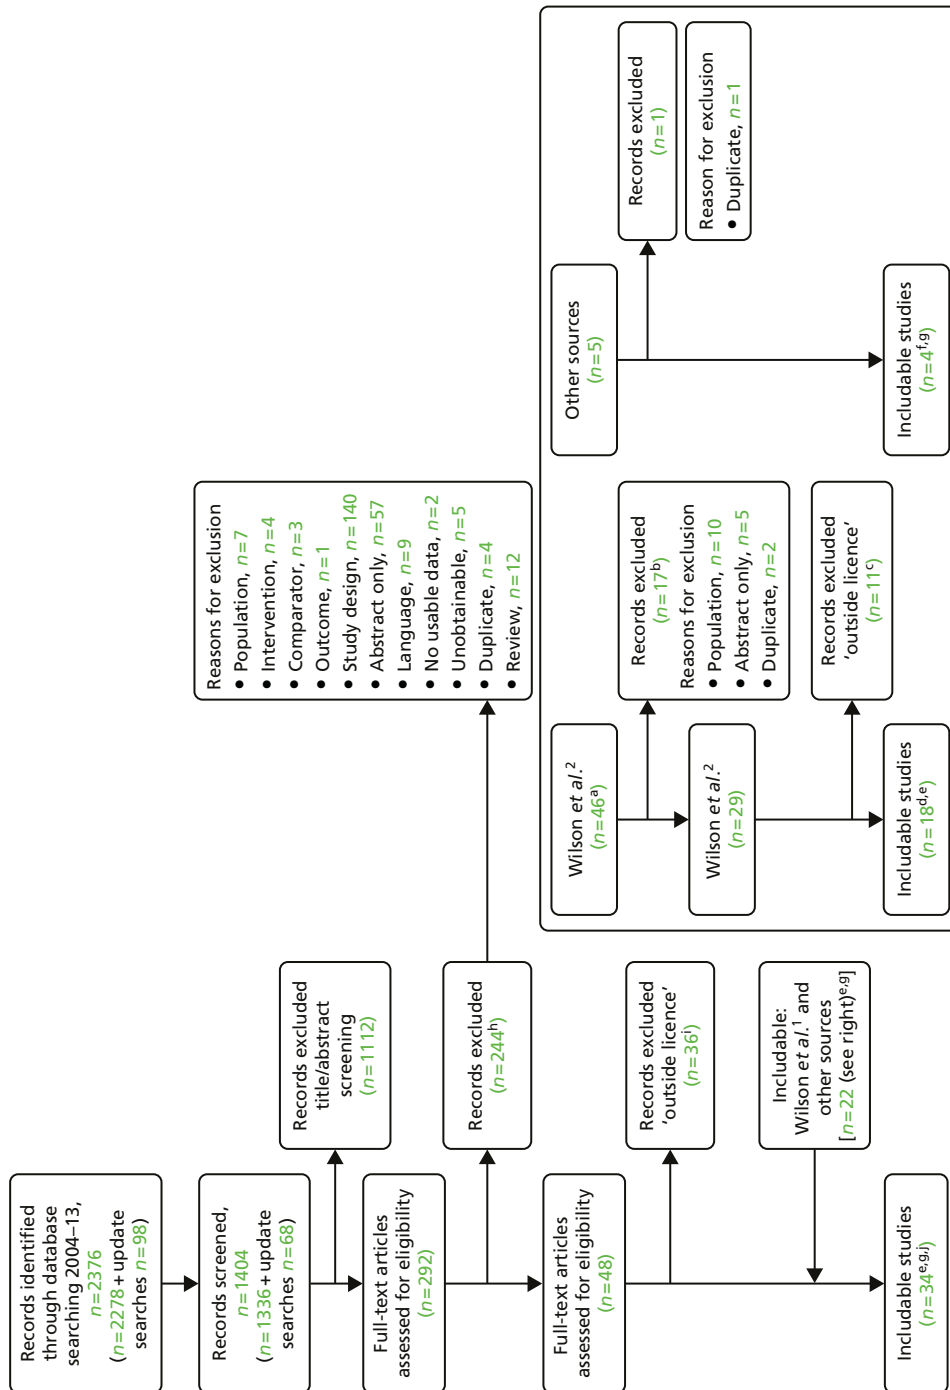 Records identified
through database
searching 2004–13,
n=2376
(n=2278+update
searches n=98)
Records screened,
n=1404
(n=1336+update
searches n=68)
Records excluded
title/abstract
screening
(n=1112)
Full-text articles
assessed for eligibility
(n=292)
Records excluded
(n=244h)
Reasons for exclusion
• Population, n=7
• Intervention, n=4
• Comparator, n=3
• Outcome, n=1
• Study design, n=140
• Abstract only, n=57
• Language, n=9
• No usable data, n=2
• Unobtainable, n=5
• Duplicate, n=4
• Review, n=12
Full-text articles
assessed for eligibility
(n=48)
Records excluded
‘outside licence’
(n=36i)
Includable:
Wilson et al.1 and
other sources
[n=22 (see right)e,g]
Includable studies
(n=34e,g,j)
Wilson et al.2
(n=46a)
Records excluded
(n=17b)
Reasons for exclusion
• Population, n=10
• Abstract only, n=5
• Duplicate, n=2
Wilson et al.2
(n=29)
Records excluded
‘outside licence’
(n=11c)
Includable studies
(n=18d,e)
Other sources
(n=5)
Records excluded
(n=1)
Reason for exclusion
• Duplicate, n=1
Includable studies
(n=4f,g)